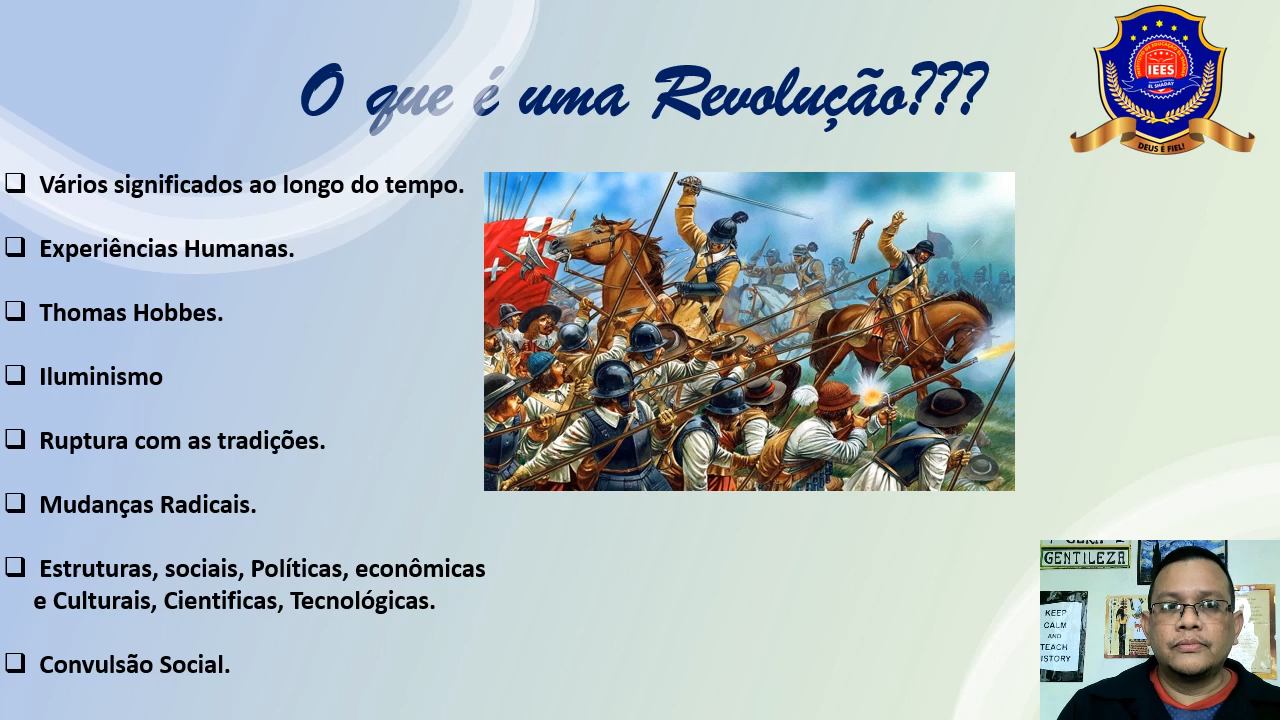 O que é uma Revolução???
IEES
EL SHADAY
DEUS É FIEL!
Vários significados ao longo do tempo.
Experiências Humanas.
Thomas Hobbes.
Iluminismo
Ruptura com as tradições.
Mudanças Radicais.
Estruturas, sociais, Políticas, econômicas
e Culturais, Cientificas, Tecnológicas.
Convulsão Social.
GENTILEZA
KEEP
CALM
AND
TEACH
HISTORY